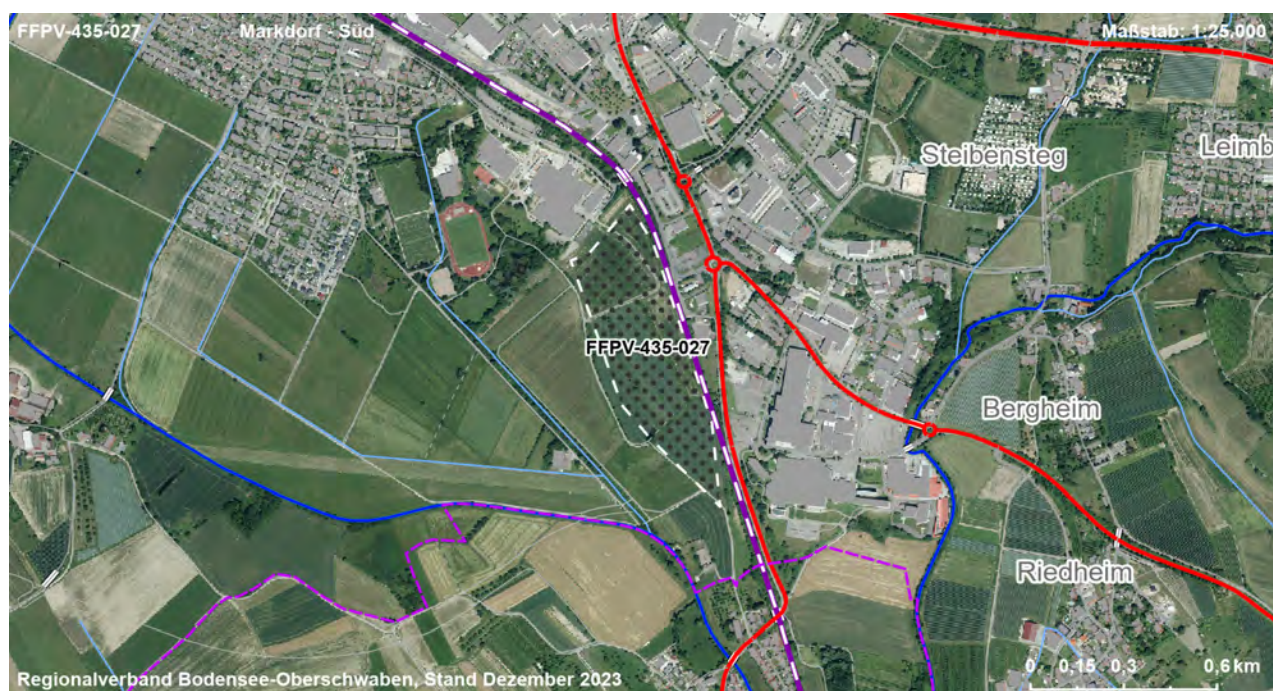 FFPV-435-027 Markdorf - Süd Maßstab: 1:25,000
Steibensteg
Leimb
FFPV-435-027
Bergheim
Riedheim
0 0,15 0,3 0,6 km
Regionalverband Bodensee-Oberschwaben, Stand Dezember 2023